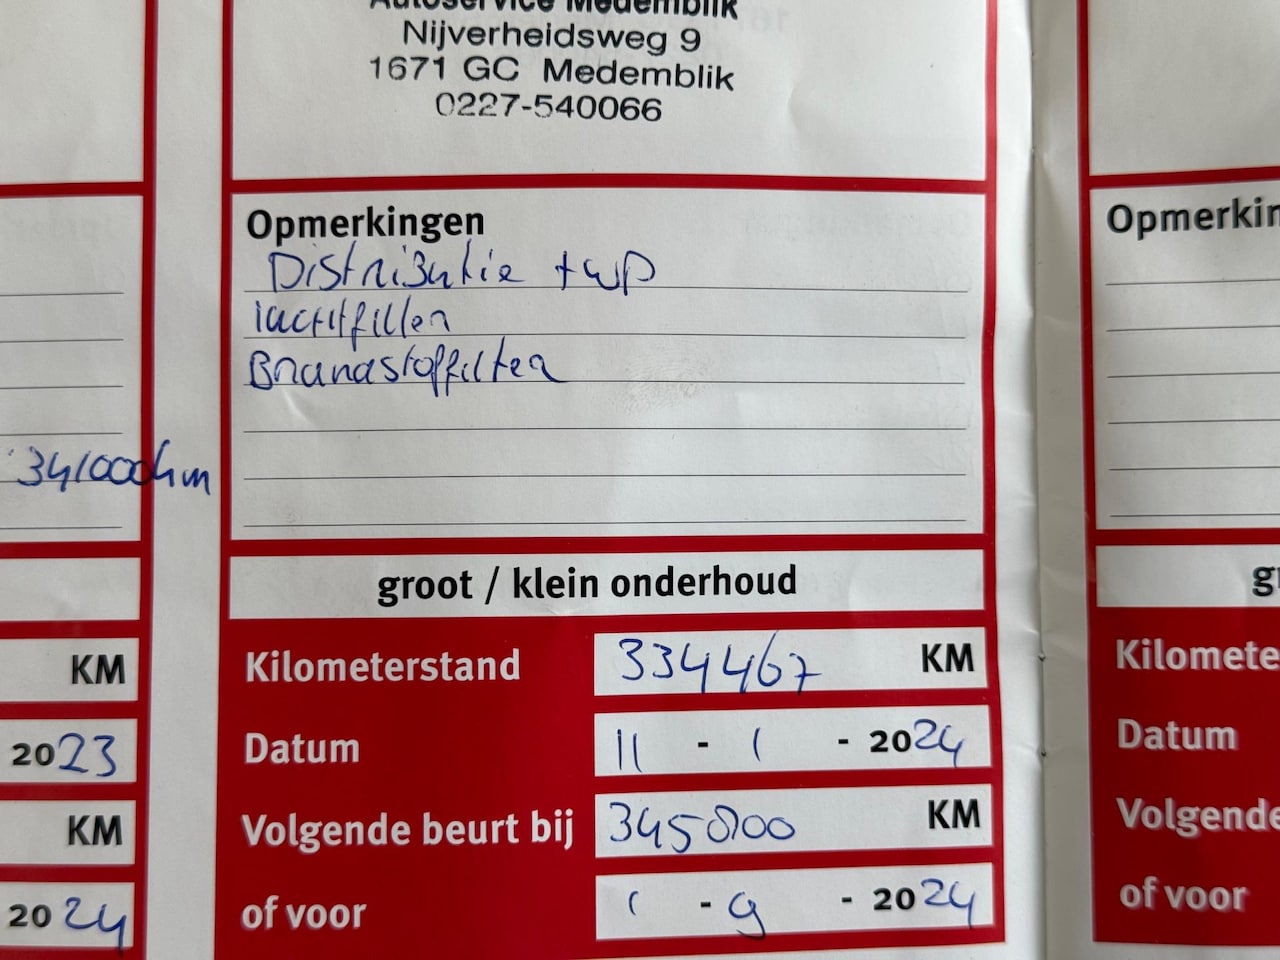 Autoservice Medemblik
Nijverheidsweg 9
1671 GC Medemblik
0227-540066
Opmerkingen
Distributie + WP
luchtfilter
Brandstoffilter
341000km
groot / klein onderhoud
Kilometerstand 334467 KM
Datum 11 - 1 - 2024
Volgende beurt bij 345000 KM
of voor 1 - 9 - 2024
KM
2023
KM
2024
Opmerkin
Kilomete
Datum
Volgende
of voor